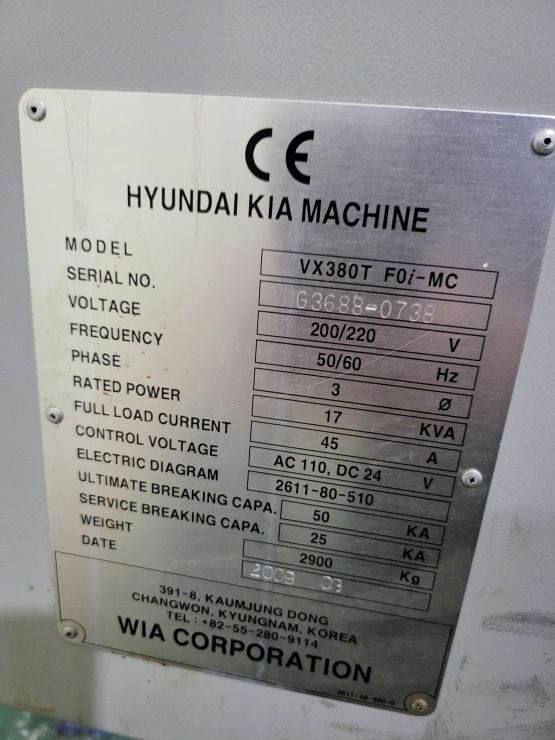 CE
HYUNDAI KIA MACHINE
MODEL VX380T F0i-MC
SERIAL NO. G3688-0738
VOLTAGE 200/220 V
FREQUENCY 50/60 Hz
PHASE 3 Ø
RATED POWER 17 KVA
FULL LOAD CURRENT 45 A
CONTROL VOLTAGE AC 110, DC 24 V
ELECTRIC DIAGRAM 2611-80-510
ULTIMATE BREAKING CAPA. 50 KA
SERVICE BREAKING CAPA. 25 KA
WEIGHT 2900 Kg
DATE 2008 03
391-8, KAUMJUNG DONG
CHANGWON, KYUNGNAM, KOREA
TEL : +82-55-280-9114
WIA CORPORATION